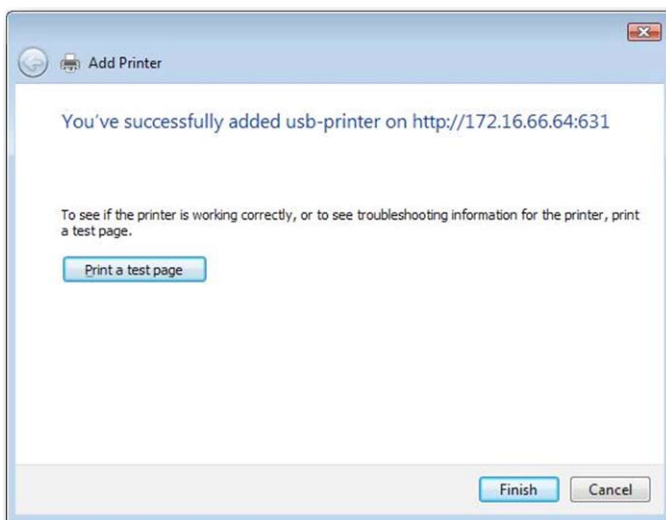 Add Printer
You've successfully added usb-printer on http://172.16.66.64:631
To see if the printer is working correctly, or to see troubleshooting information for the printer, print
a test page.
Print a test page
Finish Cancel